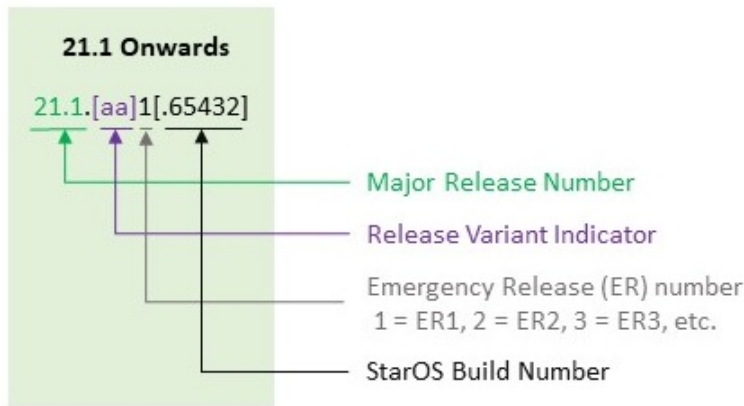 21.1 Onwards
21.1.[aa]1[.65432]
Major Release Number
Release Variant Indicator
Emergency Release (ER) number
1 = ER1, 2 = ER2, 3 = ER3, etc.
StarOS Build Number